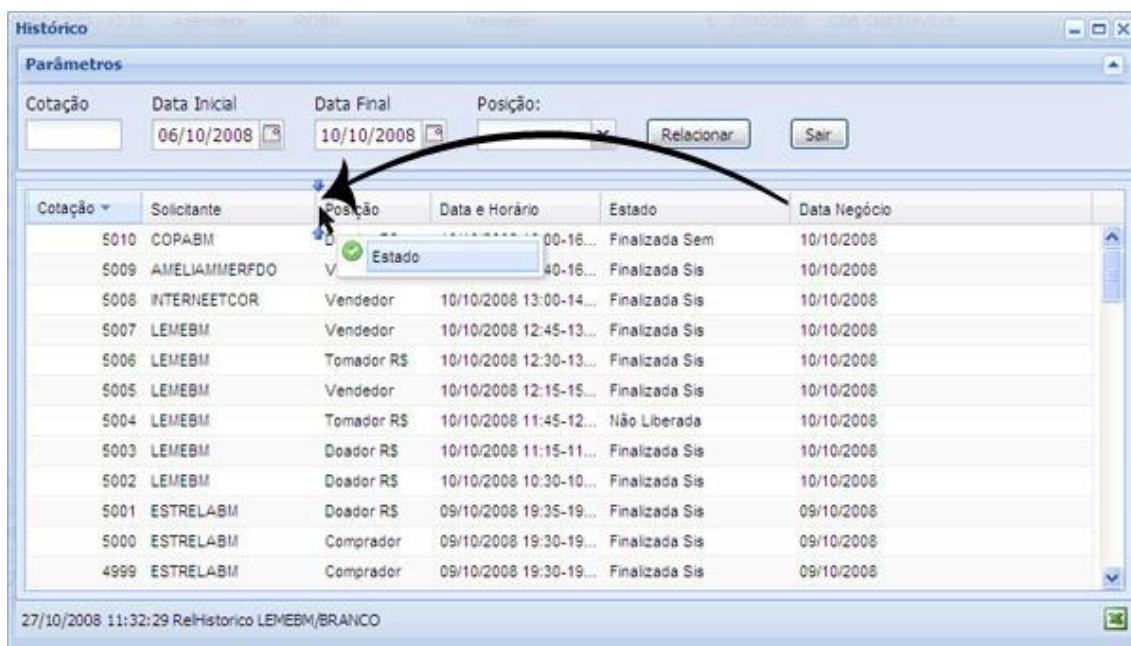 Histórico
Parâmetros
Cotação Data Inicial Data Final Posição:
06/10/2008 10/10/2008 Relacionar Sair
Cotação Solicitante Posição Data e Horário Estado Data Negócio
5010 COPABM 00-16... Finalizada Sem 10/10/2008
Estado
5009 AMELIAMMERFDO V 40-16... Finalizada Sis 10/10/2008
5008 INTERNEETCOR Vendedor 10/10/2008 13:00-14... Finalizada Sis 10/10/2008
5007 LEMEBM Vendedor 10/10/2008 12:45-13... Finalizada Sis 10/10/2008
5006 LEMEBM Tomador R$ 10/10/2008 12:30-13... Finalizada Sis 10/10/2008
5005 LEMEBM Vendedor 10/10/2008 12:15-15... Finalizada Sis 10/10/2008
5004 LEMEBM Tomador R$ 10/10/2008 11:45-12... Não Liberada 10/10/2008
5003 LEMEBM Doador R$ 10/10/2008 11:15-11... Finalizada Sis 10/10/2008
5002 LEMEBM Doador R$ 10/10/2008 10:30-10... Finalizada Sis 10/10/2008
5001 ESTRELABM Doador R$ 09/10/2008 19:35-19... Finalizada Sis 09/10/2008
5000 ESTRELABM Comprador 09/10/2008 19:30-19... Finalizada Sis 09/10/2008
4999 ESTRELABM Comprador 09/10/2008 19:30-19... Finalizada Sis 09/10/2008
27/10/2008 11:32:29 RelHistorico LEMEBM/BRANCO